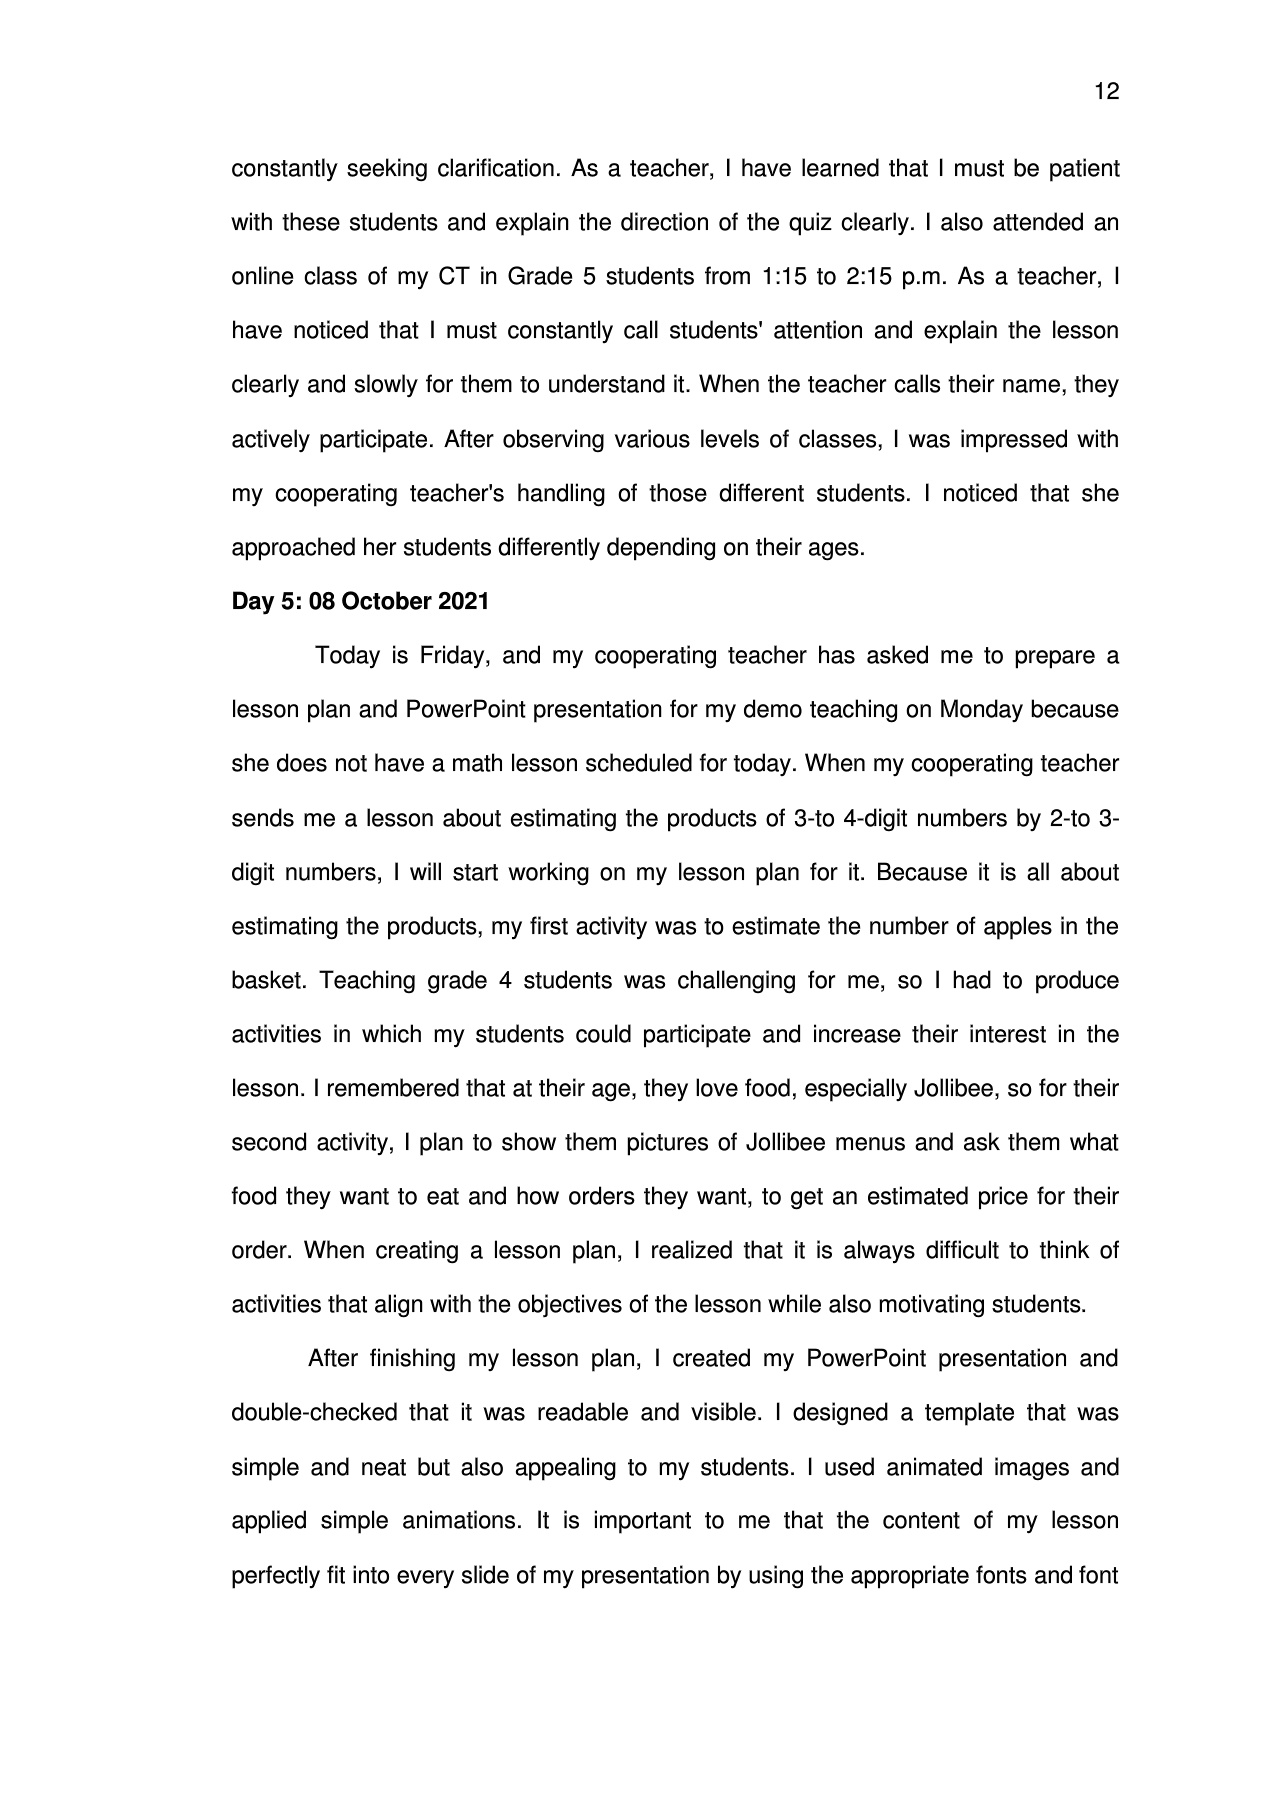 12
constantly seeking clarification. As a teacher, I have learned that I must be patient
with these students and explain the direction of the quiz clearly. I also attended an
online class of my CT in Grade 5 students from 1:15 to 2:15 p.m. As a teacher, I
have noticed that I must constantly call students' attention and explain the lesson
clearly and slowly for them to understand it. When the teacher calls their name, they
actively participate. After observing various levels of classes, I was impressed with
my cooperating teacher's handling of those different students. I noticed that she
approached her students differently depending on their ages.
Day 5: 08 October 2021
Today is Friday, and my cooperating teacher has asked me to prepare a
lesson plan and PowerPoint presentation for my demo teaching on Monday because
she does not have a math lesson scheduled for today. When my cooperating teacher
sends me a lesson about estimating the products of 3-to 4-digit numbers by 2-to 3-
digit numbers, I will start working on my lesson plan for it. Because it is all about
estimating the products, my first activity was to estimate the number of apples in the
basket. Teaching grade 4 students was challenging for me, so I had to produce
activities in which my students could participate and increase their interest in the
lesson. I remembered that at their age, they love food, especially Jollibee, so for their
second activity, I plan to show them pictures of Jollibee menus and ask them what
food they want to eat and how orders they want, to get an estimated price for their
order. When creating a lesson plan, I realized that it is always difficult to think of
activities that align with the objectives of the lesson while also motivating students.
After finishing my lesson plan, I created my PowerPoint presentation and
double-checked that it was readable and visible. I designed a template that was
simple and neat but also appealing to my students. I used animated images and
applied simple animations. It is important to me that the content of my lesson
perfectly fit into every slide of my presentation by using the appropriate fonts and font